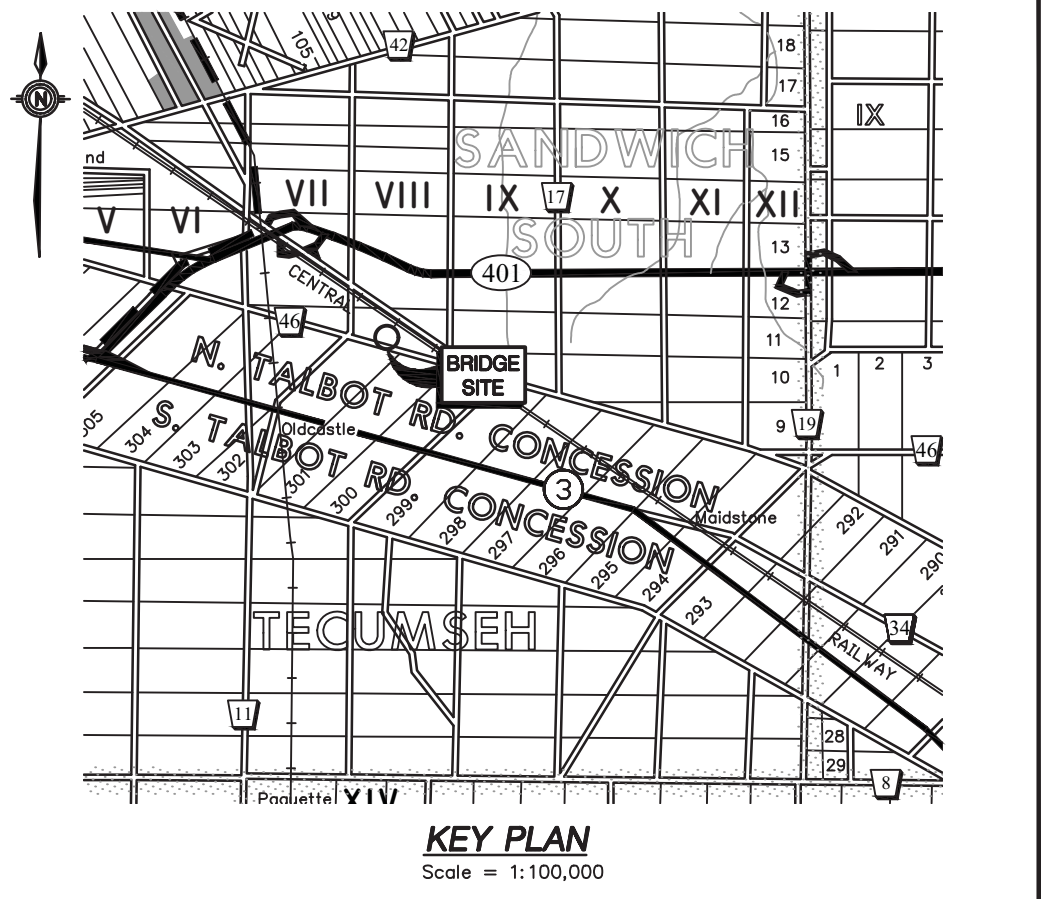 105
42
18
17
16
IX
SANDWICH
15
nd
VII VIII IX 17 X XI XII
V VI
SOUTH
13
N
401
CENTRAL
12
46
11
BRIDGE
SITE
10
1 2 3
N. TALBOT RD. CONCESSION
9
19
46
S. TALBOT RD. CONCESSION
Oldcastle
304
303
302
301
300
299
298
297
296
295
294
293
3
Maidstone
292
291
290
TECUMSEH
34
RAILWAY
11
28
29
8
Paquette
XIV
KEY PLAN
Scale = 1:100,000